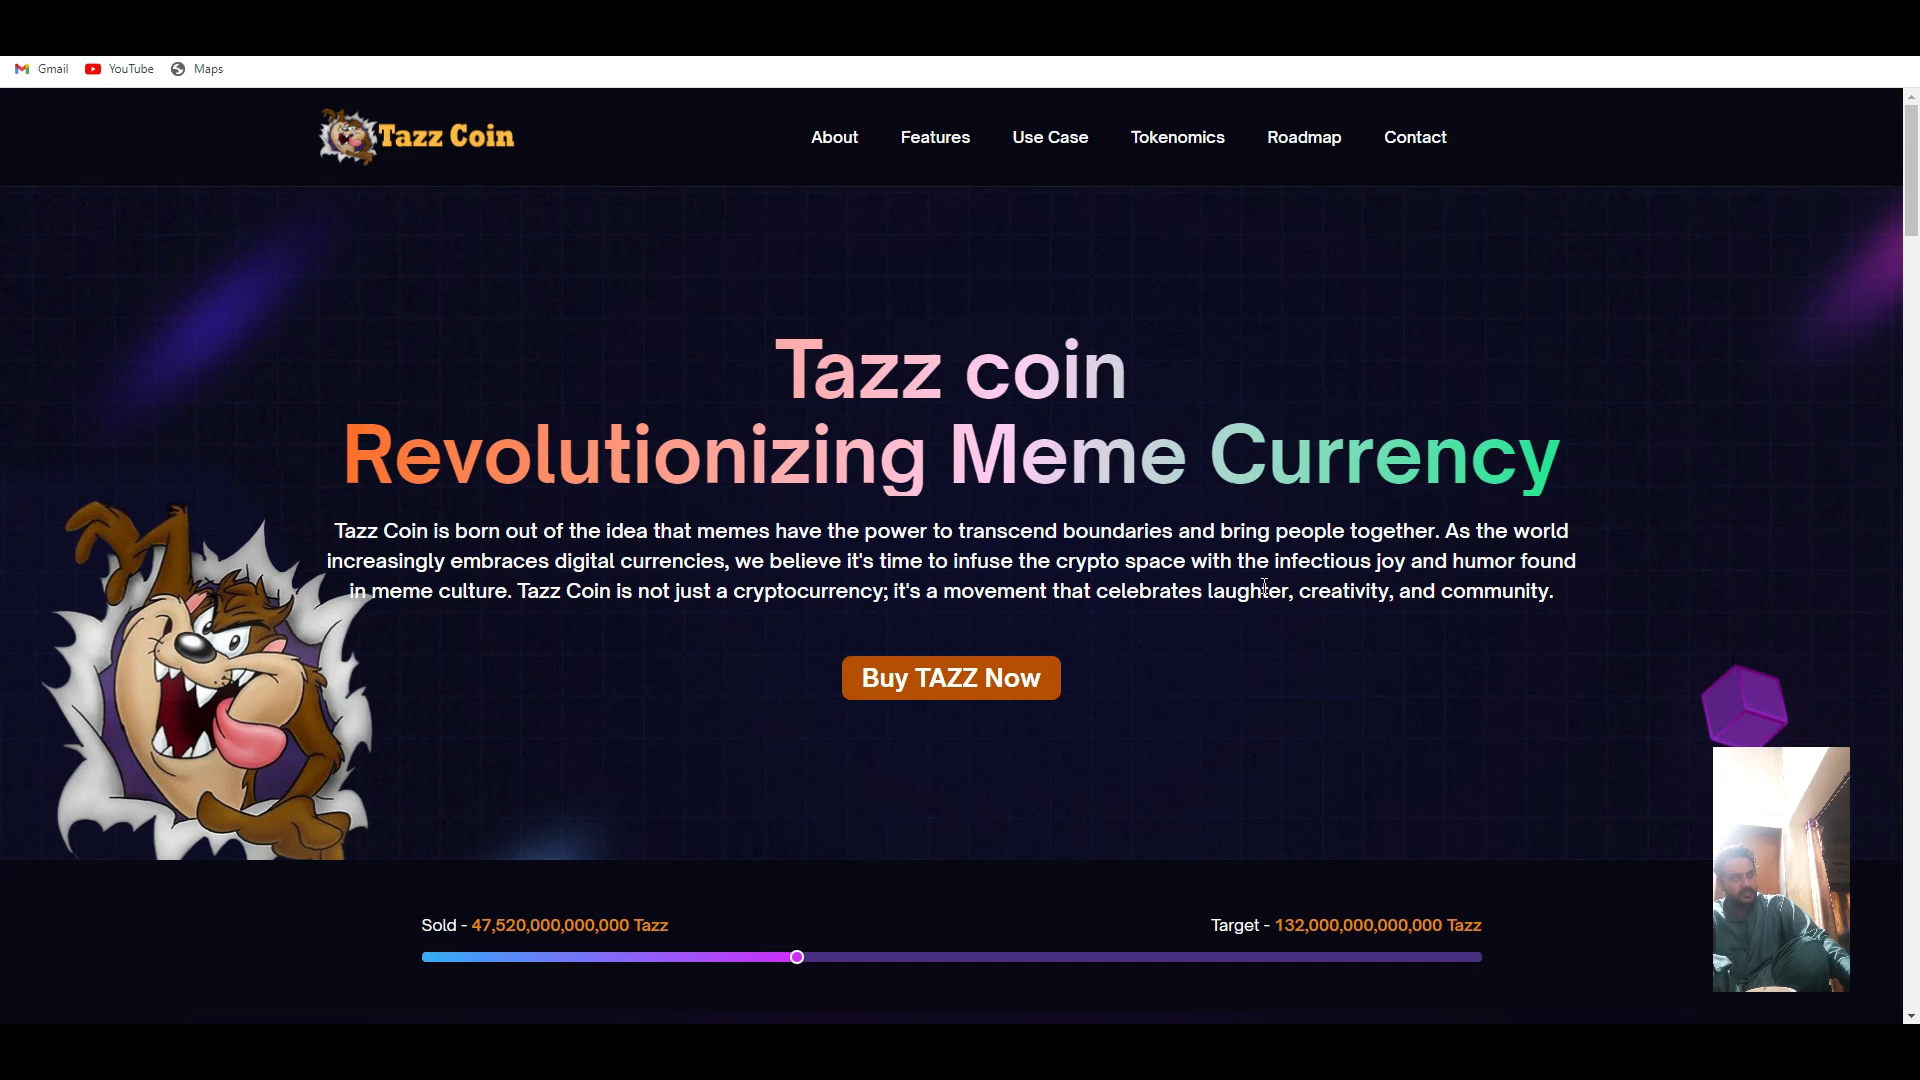 Gmail YouTube Maps
Tazz Coin
About Features Use Case Tokenomics Roadmap Contact
Tazz coin
Revolutionizing Meme Currency
Tazz Coin is born out of the idea that memes have the power to transcend boundaries and bring people together. As the world
increasingly embraces digital currencies, we believe it's time to infuse the crypto space with the infectious joy and humor found
in meme culture. Tazz Coin is not just a cryptocurrency; it's a movement that celebrates laughter, creativity, and community.
Buy TAZZ Now
Sold - 47,520,000,000,000 Tazz
Target - 132,000,000,000,000 Tazz